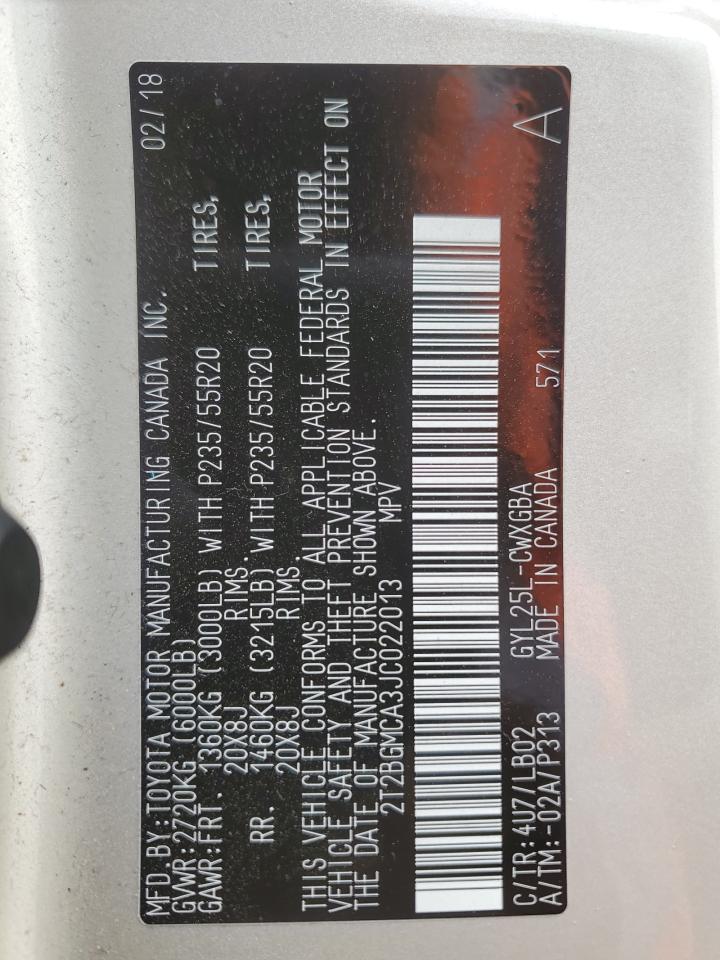 MFD.BY:TOYOTA MOTOR MANUFACTURING CANADA INC. 02/18
GVWR:2720KG (6000LB)
GAWR:FRT. 1360KG (3000LB) WITH P235/55R20 TIRES,
20X8J RIMS.
RR. 1460KG (3215LB) WITH P235/55R20 TIRES,
20X8J RIMS
THIS VEHICLE CONFORMS TO ALL APPLICABLE FEDERAL MOTOR
VEHICLE SAFETY AND THEFT PREVENTION STANDARDS IN EFFECT ON
THE DATE OF MANUFACTURE SHOWN ABOVE.
2T2BGMCA3JC022013 MPV
C/TR:4U7/LB02 GYL25L-CWXGBA A
A/TM:-02A/P313 MADE IN CANADA 571